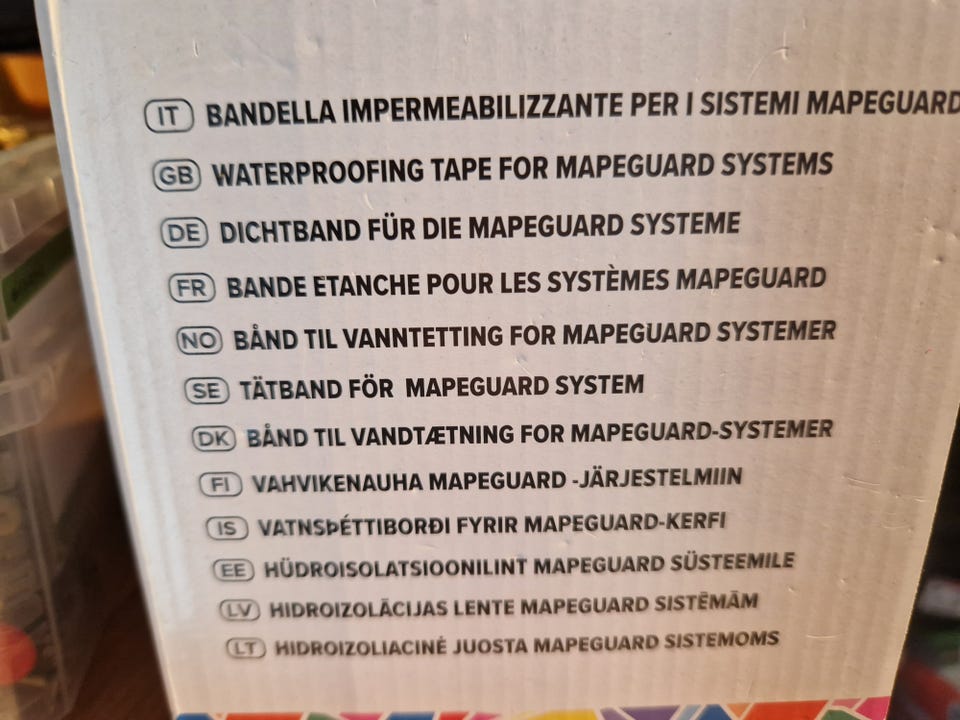 IT BANDELLA IMPERMEABILIZZANTE PER I SISTEMI MAPEGUARD
GB WATERPROOFING TAPE FOR MAPEGUARD SYSTEMS
DE DICHTBAND FÜR DIE MAPEGUARD SYSTEME
FR BANDE ETANCHE POUR LES SYSTÈMES MAPEGUARD
NO BÅND TIL VANNTETTING FOR MAPEGUARD SYSTEMER
SE TÄTBAND FÖR MAPEGUARD SYSTEM
DK BÅND TIL VANDTÆTNING FOR MAPEGUARD-SYSTEMER
FI VAHVIKENAUHA MAPEGUARD -JÄRJESTELMIIN
IS VATNSÞÉTTIBORÐI FYRIR MAPEGUARD-KERFI
EE HÜDROISOLATSIOONILINT MAPEGUARD SÜSTEEMILE
LV HIDROIZOLĀCIJAS LENTE MAPEGUARD SISTĒMĀM
LT HIDROIZOLIACINĖ JUOSTA MAPEGUARD SISTEMOMS